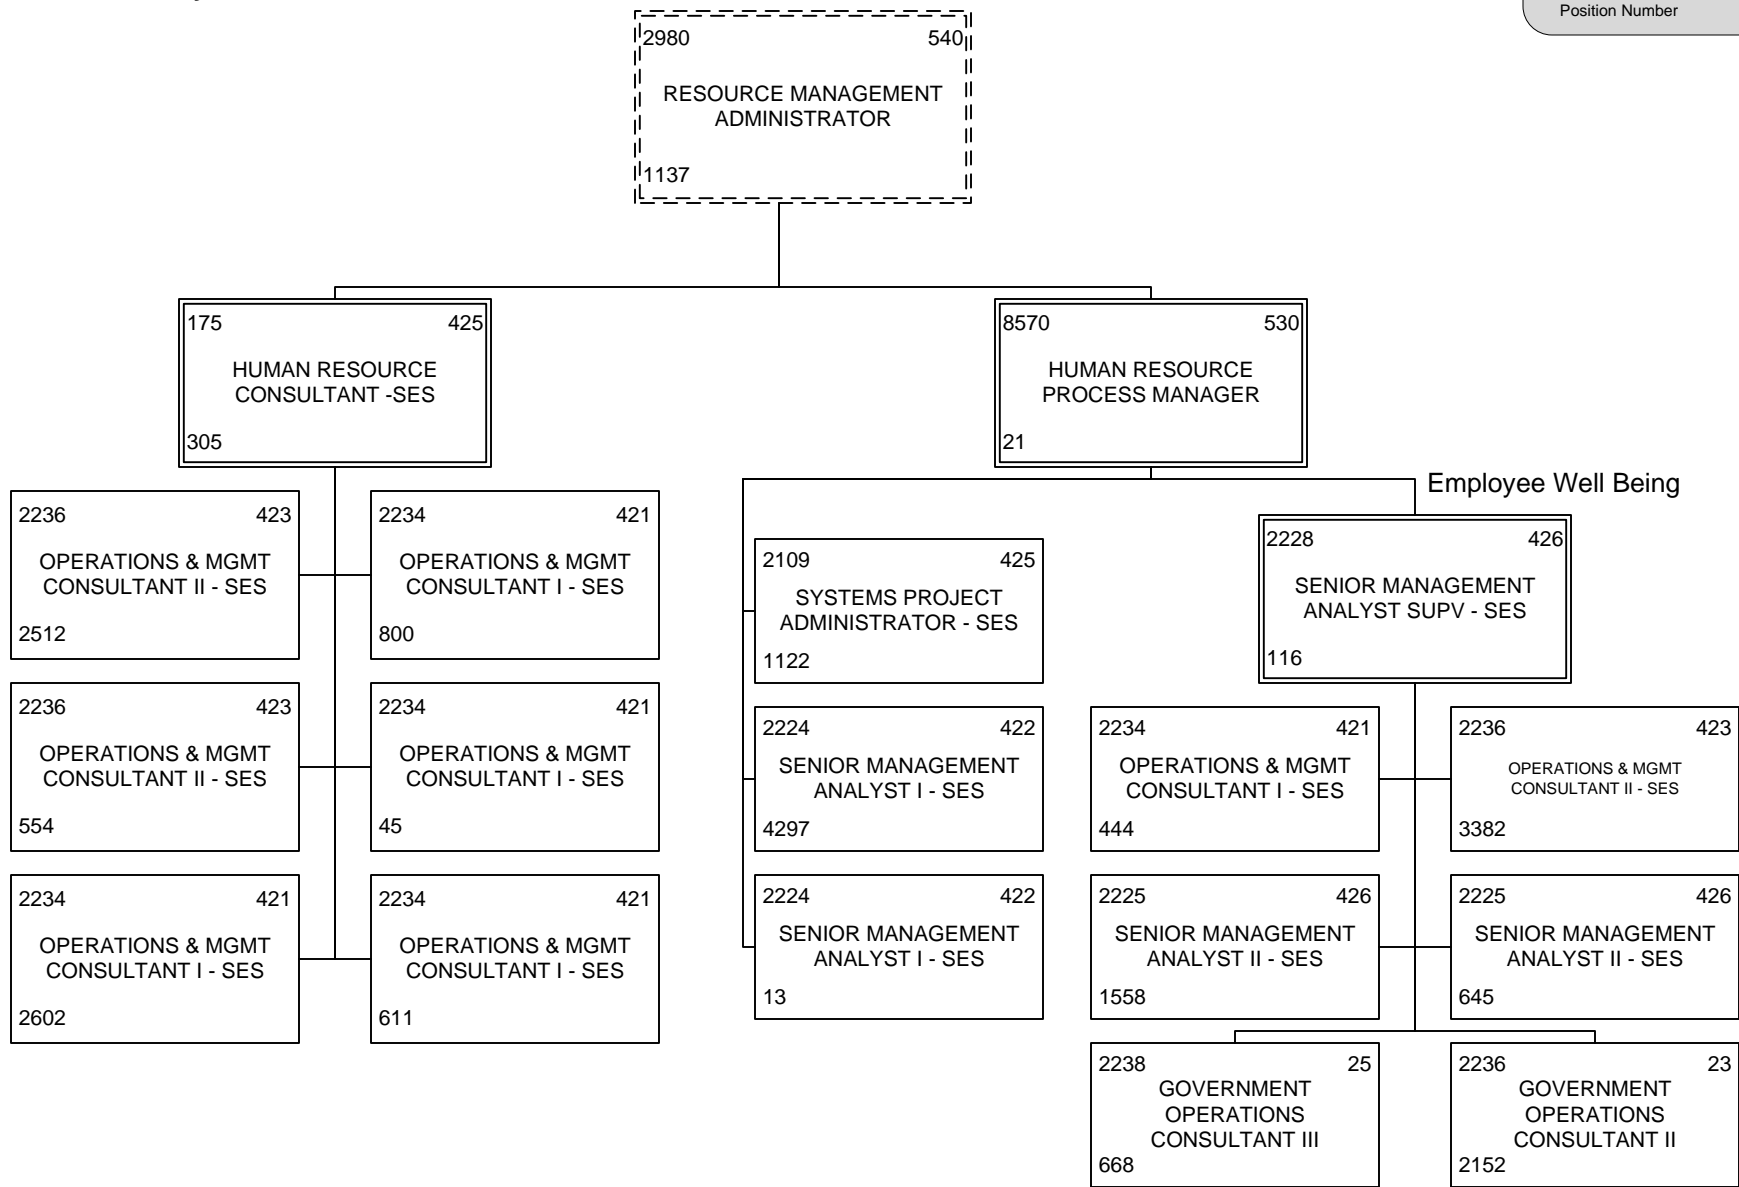 Position Number
2980 540
RESOURCE MANAGEMENT
ADMINISTRATOR
1137
175 425
HUMAN RESOURCE
CONSULTANT -SES
305
8570 530
HUMAN RESOURCE
PROCESS MANAGER
21
2236 423
OPERATIONS & MGMT
CONSULTANT II - SES
2512
2234 421
OPERATIONS & MGMT
CONSULTANT I - SES
800
2236 423
OPERATIONS & MGMT
CONSULTANT II - SES
554
2234 421
OPERATIONS & MGMT
CONSULTANT I - SES
45
2234 421
OPERATIONS & MGMT
CONSULTANT I - SES
2602
2234 421
OPERATIONS & MGMT
CONSULTANT I - SES
611
2109 425
SYSTEMS PROJECT
ADMINISTRATOR - SES
1122
2224 422
SENIOR MANAGEMENT
ANALYST I - SES
4297
2224 422
SENIOR MANAGEMENT
ANALYST I - SES
13
Employee Well Being
2228 426
SENIOR MANAGEMENT
ANALYST SUPV - SES
116
2234 421
OPERATIONS & MGMT
CONSULTANT I - SES
444
2236 423
OPERATIONS & MGMT
CONSULTANT II - SES
3382
2225 426
SENIOR MANAGEMENT
ANALYST II - SES
1558
2225 426
SENIOR MANAGEMENT
ANALYST II - SES
645
2238 25
GOVERNMENT
OPERATIONS
CONSULTANT III
668
2236 23
GOVERNMENT
OPERATIONS
CONSULTANT II
2152